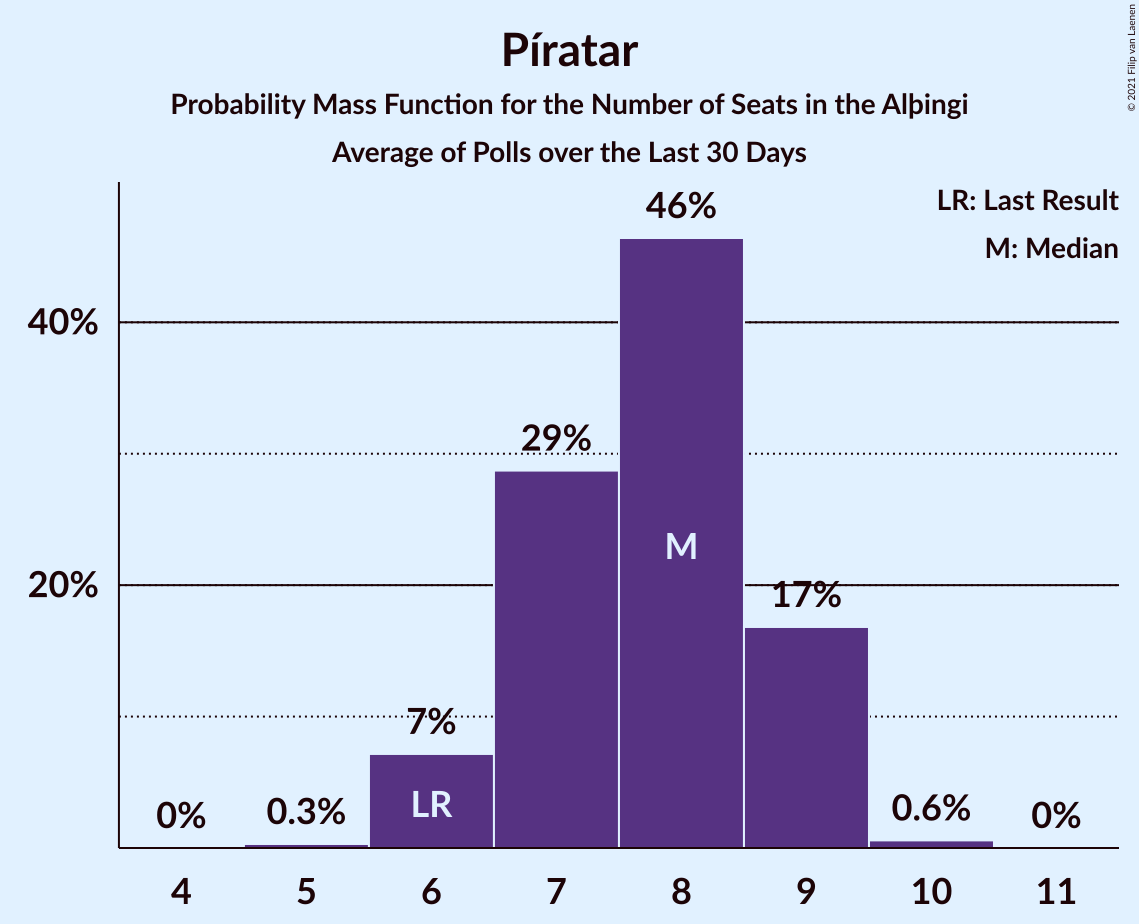 Píratar
Probability Mass Function for the Number of Seats in the Alþingi
Average of Polls over the Last 30 Days
© 2021 Filip van Laenen
LR: Last Result
M: Median
46%
40%
29%
M
20%
17%
7%
LR
0%
0.3%
0.6%
0%
4 5 6 7 8 9 10 11